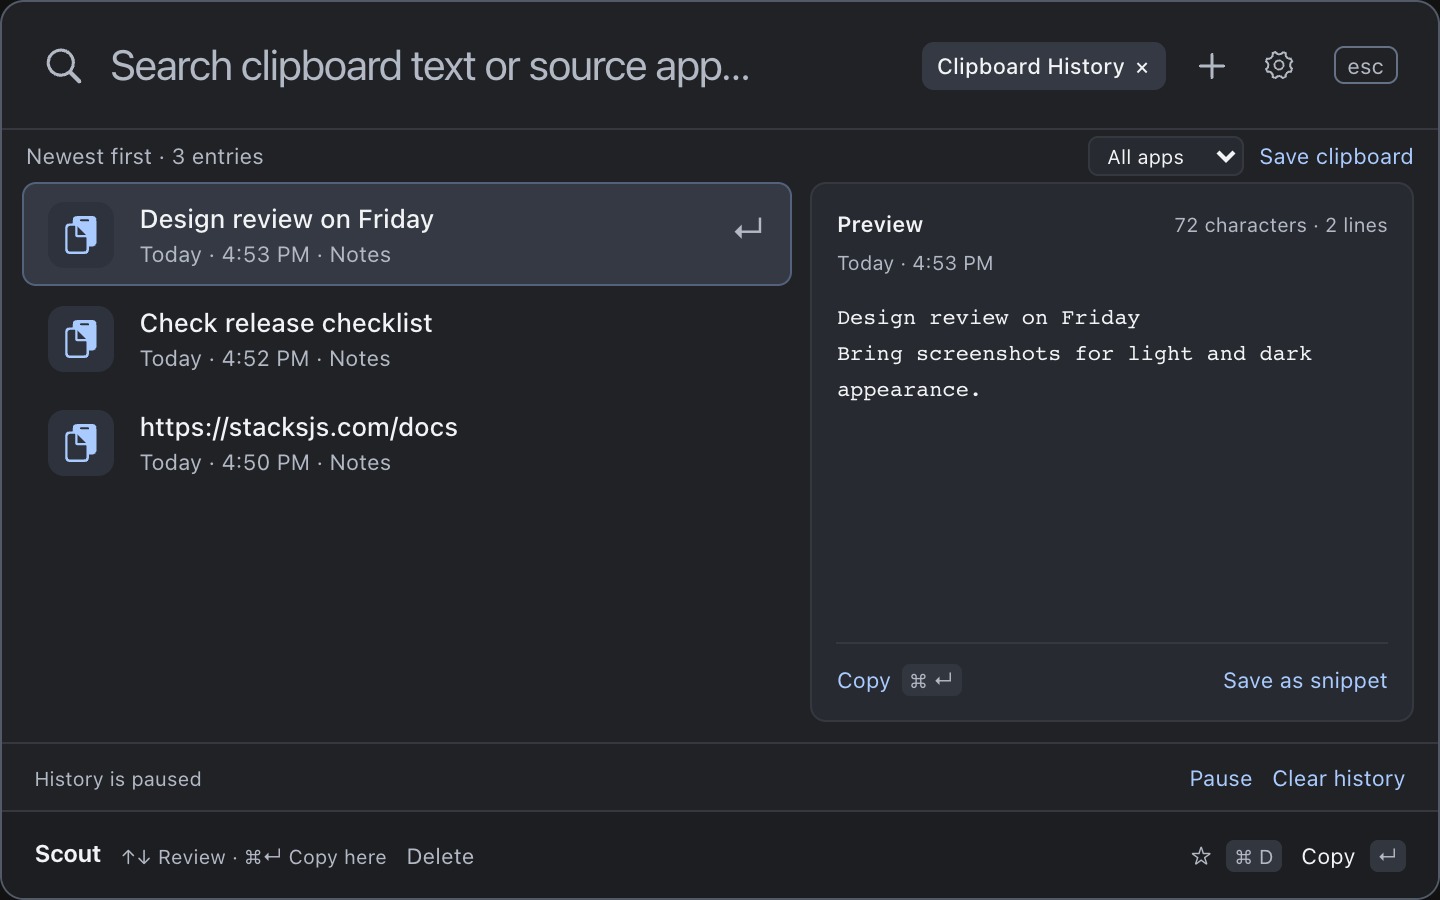 Search clipboard text or source app...
Clipboard History ×
esc
Newest first · 3 entries
All apps
Save clipboard
Design review on Friday
Today · 4:53 PM · Notes
Check release checklist
Today · 4:52 PM · Notes
https://stacksjs.com/docs
Today · 4:50 PM · Notes
Preview
72 characters · 2 lines
Today · 4:53 PM
Design review on Friday
Bring screenshots for light and dark
appearance.
Copy ⌘ ↵
Save as snippet
History is paused
Pause
Clear history
Scout
↑↓ Review · ⌘↵ Copy here
Delete
☆ ⌘ D
Copy ↵